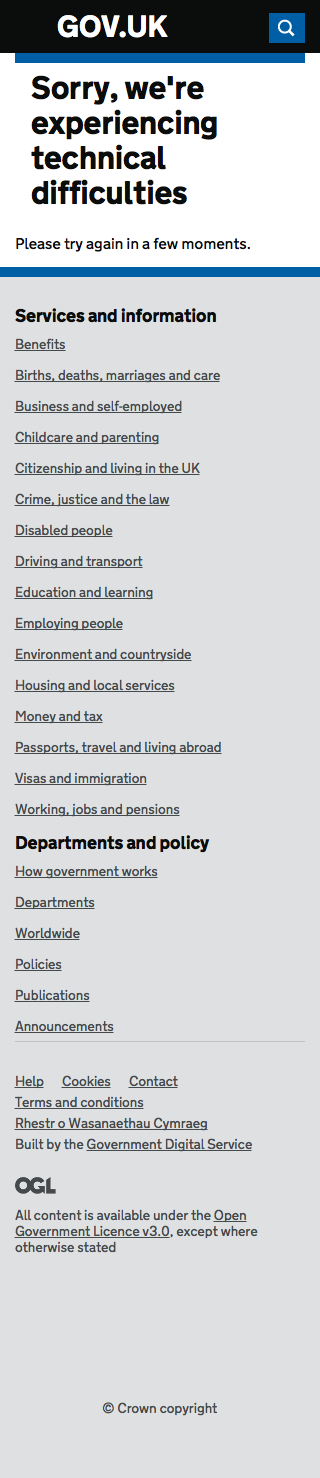 GOV.UK
Sorry, we're
experiencing
technical
difficulties
Please try again in a few moments.
Services and information
Benefits
Births, deaths, marriages and care
Business and self-employed
Childcare and parenting
Citizenship and living in the UK
Crime, justice and the law
Disabled people
Driving and transport
Education and learning
Employing people
Environment and countryside
Housing and local services
Money and tax
Passports, travel and living abroad
Visas and immigration
Working, jobs and pensions
Departments and policy
How government works
Departments
Worldwide
Policies
Publications
Announcements
Help Cookies Contact
Terms and conditions
Rhestr o Wasanaethau Cymraeg
Built by the Government Digital Service
OGL
All content is available under the Open
Government Licence v3.0, except where
otherwise stated
© Crown copyright